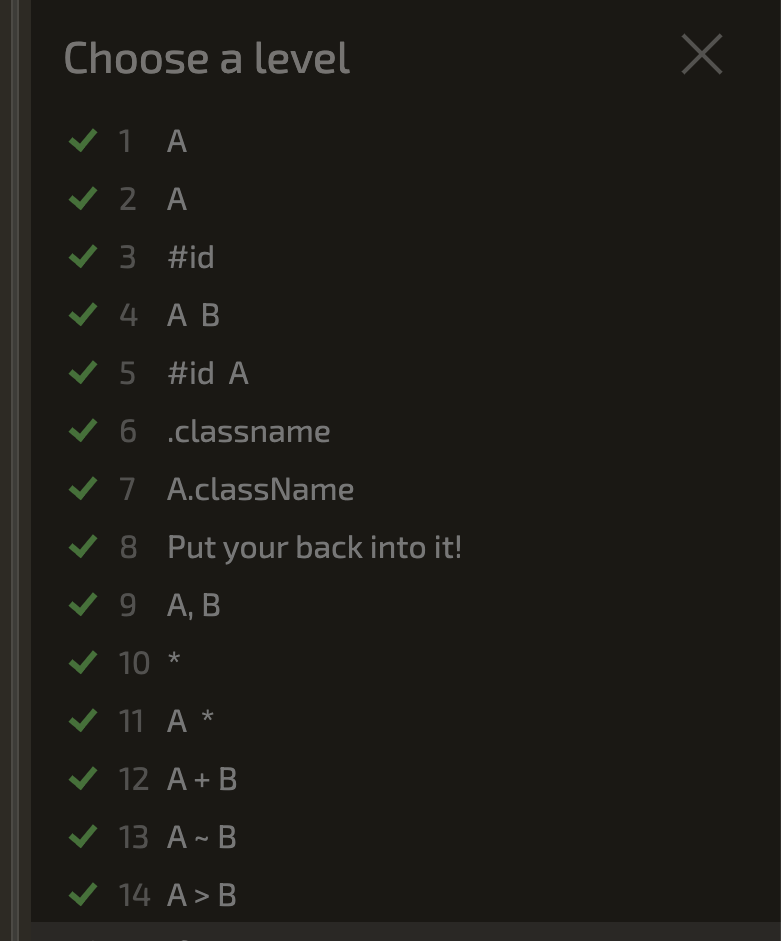 Choose a level
1 A
2 A
3 #id
4 A B
5 #id A
6 .classname
7 A.className
8 Put your back into it!
9 A, B
10 *
11 A *
12 A + B
13 A ~ B
14 A > B